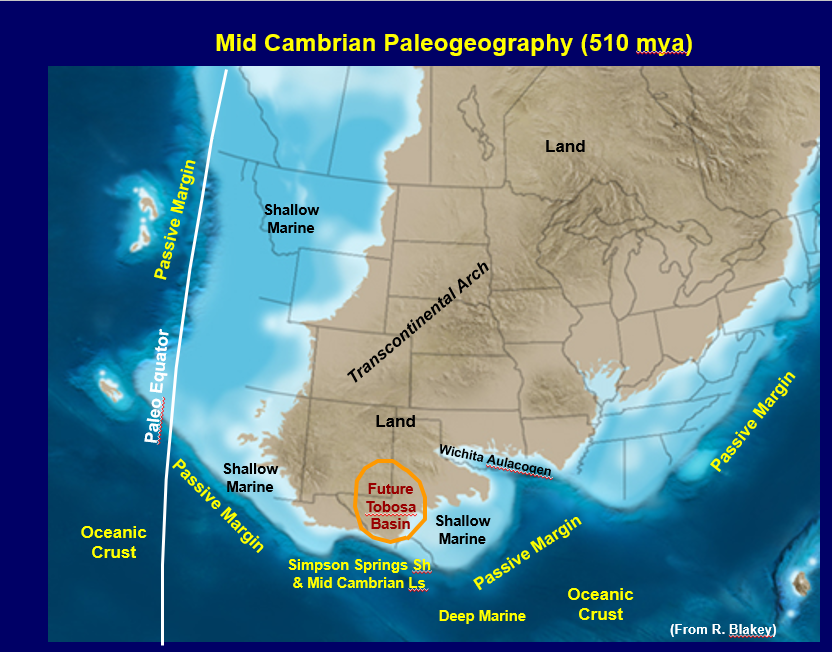 Mid Cambrian Paleogeography (510 mya)
Land
Passive Margin
Shallow
Marine
Transcontinental Arch
Paleo Equator
Passive Margin
Land
Wichita Aulacogen
Shallow
Marine
Passive Margin
Future
Tobosa
Basin
Shallow
Marine
Oceanic
Crust
Passive Margin
Simpson Springs Sh
& Mid Cambrian Ls
Oceanic
Crust
Deep Marine
(From R. Blakey)